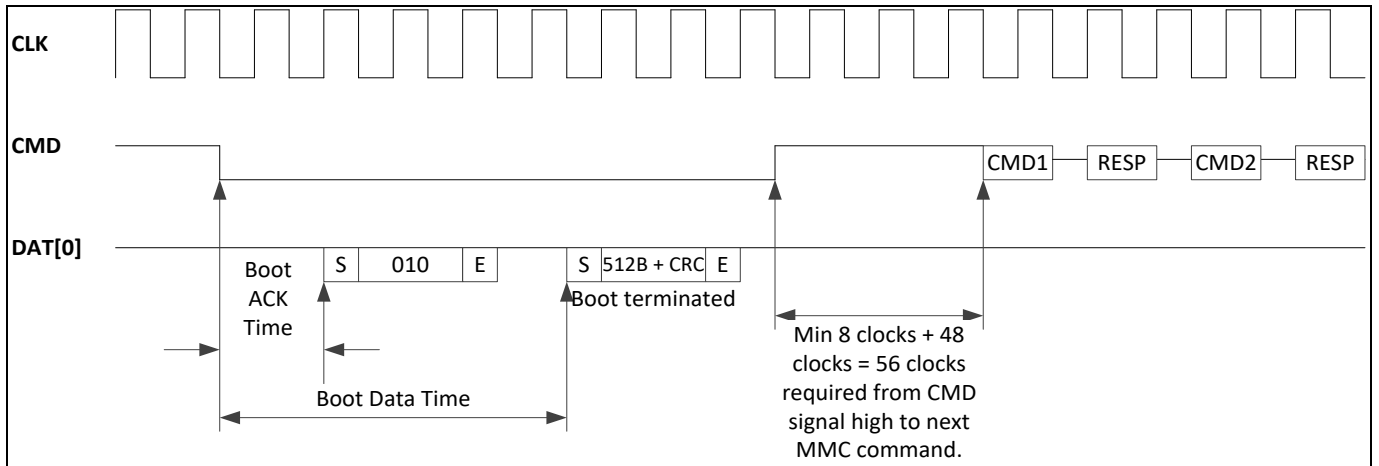 CLK
CMD
CMD1 RESP CMD2 RESP
DAT[0]
S 010 E S 512B + CRC E
Boot
ACK
Time
Boot terminated
Boot Data Time
Min 8 clocks + 48
clocks = 56 clocks
required from CMD
signal high to next
MMC command.